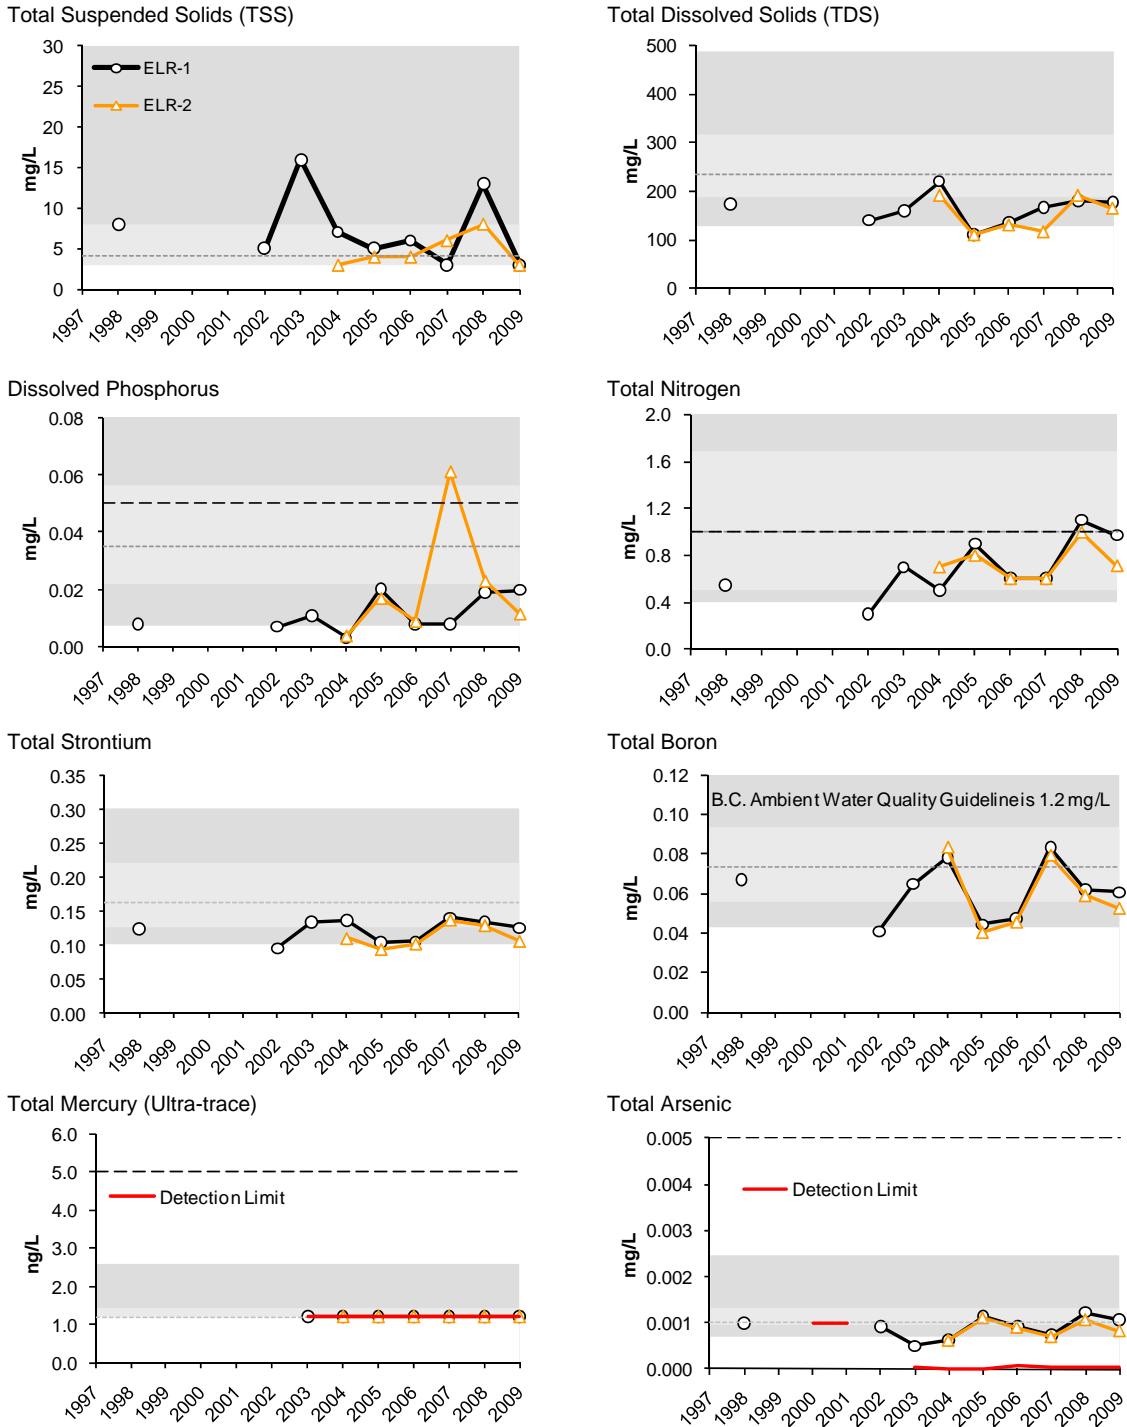 Total Suspended Solids (TSS)
30
25
20
15
10
5
0
mg/L
ELR-1
ELR-2
1997 1998 1999 2000 2001 2002 2003 2004 2005 2006 2007 2008 2009
Total Dissolved Solids (TDS)
500
400
300
200
100
0
mg/L
1997 1998 1999 2000 2001 2002 2003 2004 2005 2006 2007 2008 2009
Dissolved Phosphorus
0.08
0.06
0.04
0.02
0.00
mg/L
1997 1998 1999 2000 2001 2002 2003 2004 2005 2006 2007 2008 2009
Total Nitrogen
2.0
1.6
1.2
0.8
0.4
0.0
mg/L
1997 1998 1999 2000 2001 2002 2003 2004 2005 2006 2007 2008 2009
Total Strontium
0.35
0.30
0.25
0.20
0.15
0.10
0.05
0.00
mg/L
1997 1998 1999 2000 2001 2002 2003 2004 2005 2006 2007 2008 2009
Total Boron
0.12
0.10
0.08
0.06
0.04
0.02
0.00
mg/L
B.C. Ambient Water Quality Guideline is 1.2 mg/L
1997 1998 1999 2000 2001 2002 2003 2004 2005 2006 2007 2008 2009
Total Mercury (Ultra-trace)
6.0
5.0
4.0
3.0
2.0
1.0
0.0
ng/L
Detection Limit
1997 1998 1999 2000 2001 2002 2003 2004 2005 2006 2007 2008 2009
Total Arsenic
0.005
0.004
0.003
0.002
0.001
0.000
mg/L
Detection Limit
1997 1998 1999 2000 2001 2002 2003 2004 2005 2006 2007 2008 2009